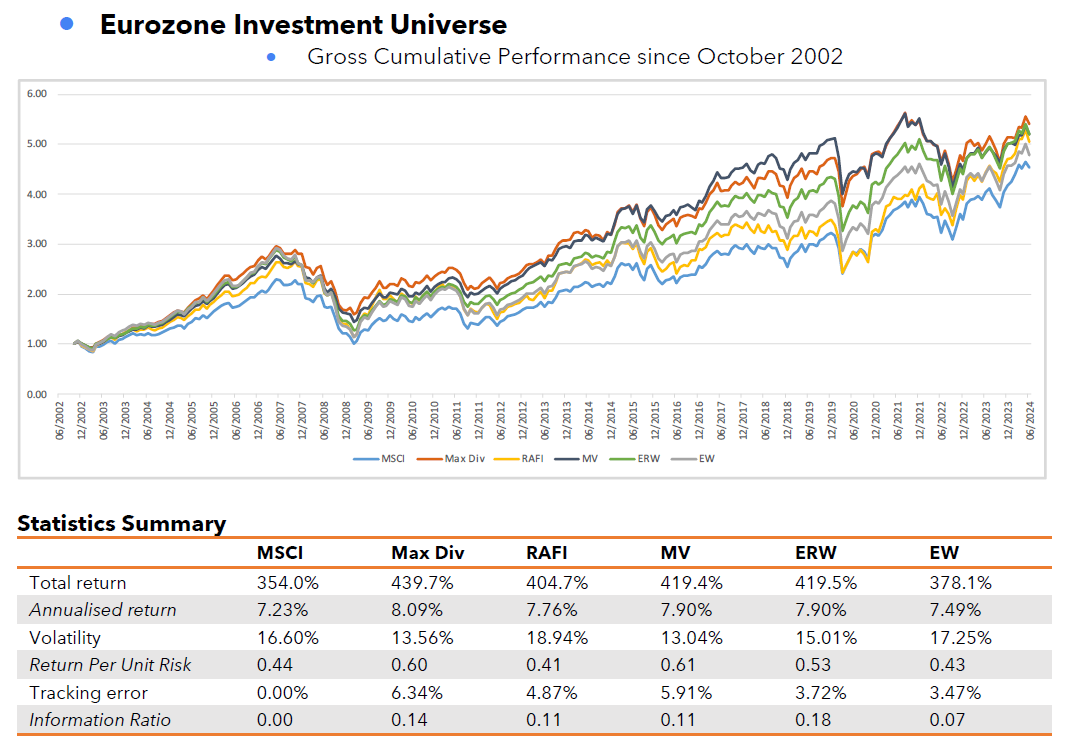 Eurozone Investment Universe
Gross Cumulative Performance since October 2002
6.00
5.00
4.00
3.00
2.00
1.00
0.00
06/2002 12/2002 06/2003 12/2003 06/2004 12/2004 06/2005 12/2005 06/2006 12/2006 06/2007 12/2007 06/2008 12/2008 06/2009 12/2009 06/2010 12/2010 06/2011 12/2011 06/2012 12/2012 06/2013 12/2013 06/2014 12/2014 06/2015 12/2015 06/2016 12/2016 06/2017 12/2017 06/2018 12/2018 06/2019 12/2019 06/2020 12/2020 06/2021 12/2021 06/2022 12/2022 06/2023 12/2023 06/2024
MSCI Max Div RAFI MV ERW EW
Statistics Summary
MSCI Max Div RAFI MV ERW EW
Total return 354.0% 439.7% 404.7% 419.4% 419.5% 378.1%
Annualised return 7.23% 8.09% 7.76% 7.90% 7.90% 7.49%
Volatility 16.60% 13.56% 18.94% 13.04% 15.01% 17.25%
Return Per Unit Risk 0.44 0.60 0.41 0.61 0.53 0.43
Tracking error 0.00% 6.34% 4.87% 5.91% 3.72% 3.47%
Information Ratio 0.00 0.14 0.11 0.11 0.18 0.07